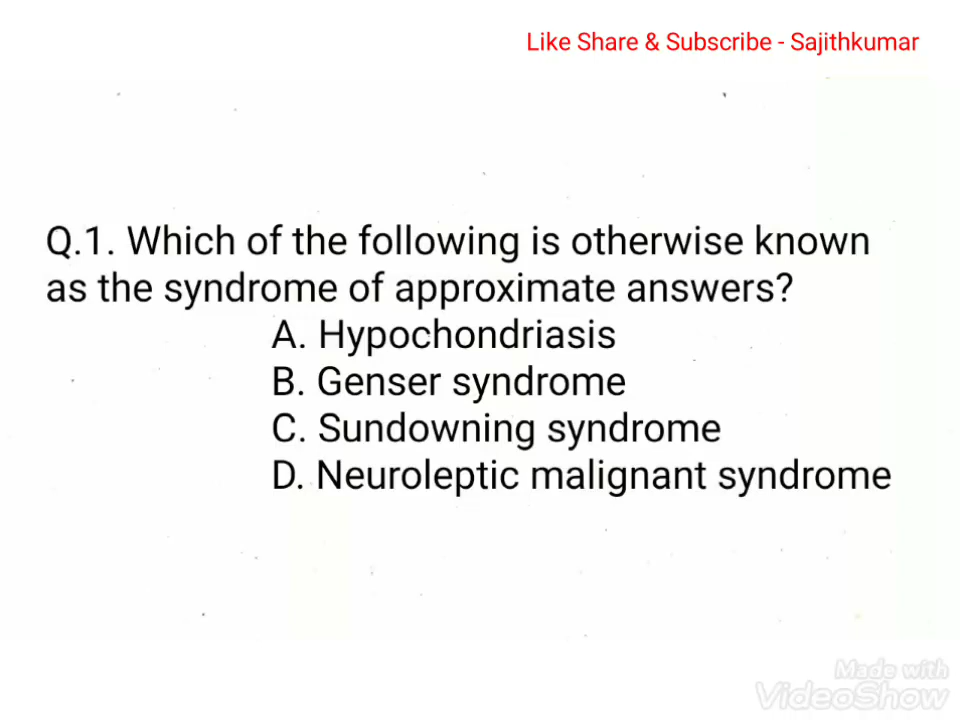 Like Share & Subscribe - Sajithkumar
Q.1. Which of the following is otherwise known
as the syndrome of approximate answers?
A. Hypochondriasis
B. Genser syndrome
C. Sundowning syndrome
D. Neuroleptic malignant syndrome
Made with
VideoShow